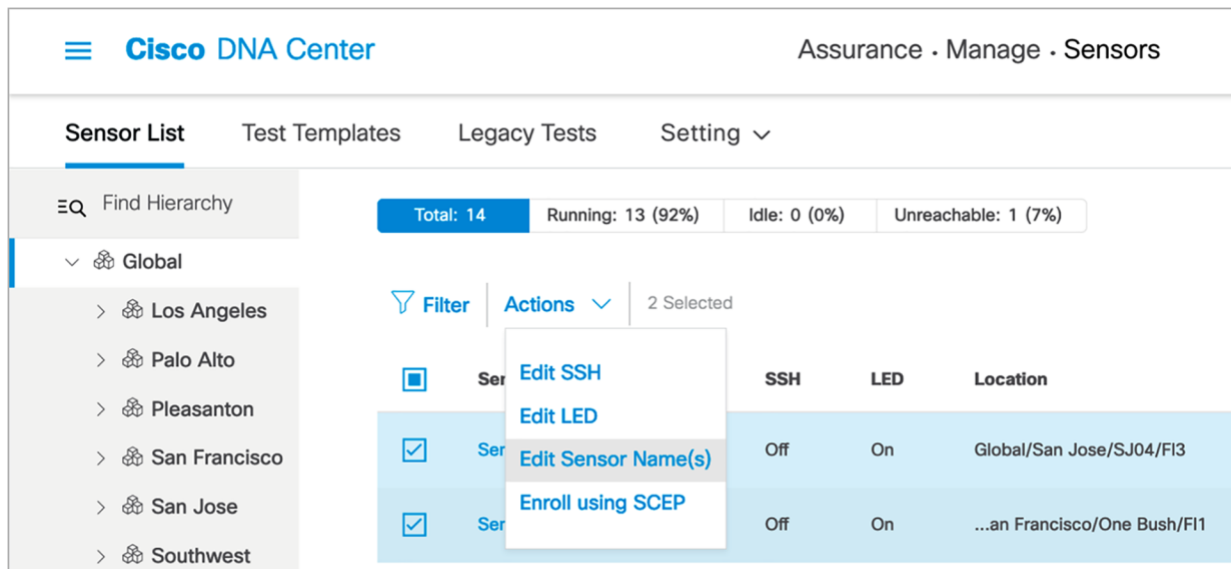 Cisco DNA Center
Assurance · Manage · Sensors
Sensor List Test Templates Legacy Tests Setting
Find Hierarchy
Total: 14 Running: 13 (92%) Idle: 0 (0%) Unreachable: 1 (7%)
Global
Filter Actions 2 Selected
Los Angeles
Palo Alto
Pleasanton
San Francisco
San Jose
Southwest
Edit SSH
Edit LED
Edit Sensor Name(s)
Enroll using SCEP
Ser SSH LED Location
Ser Off On Global/San Jose/SJ04/Fl3
Ser Off On ...an Francisco/One Bush/Fl1